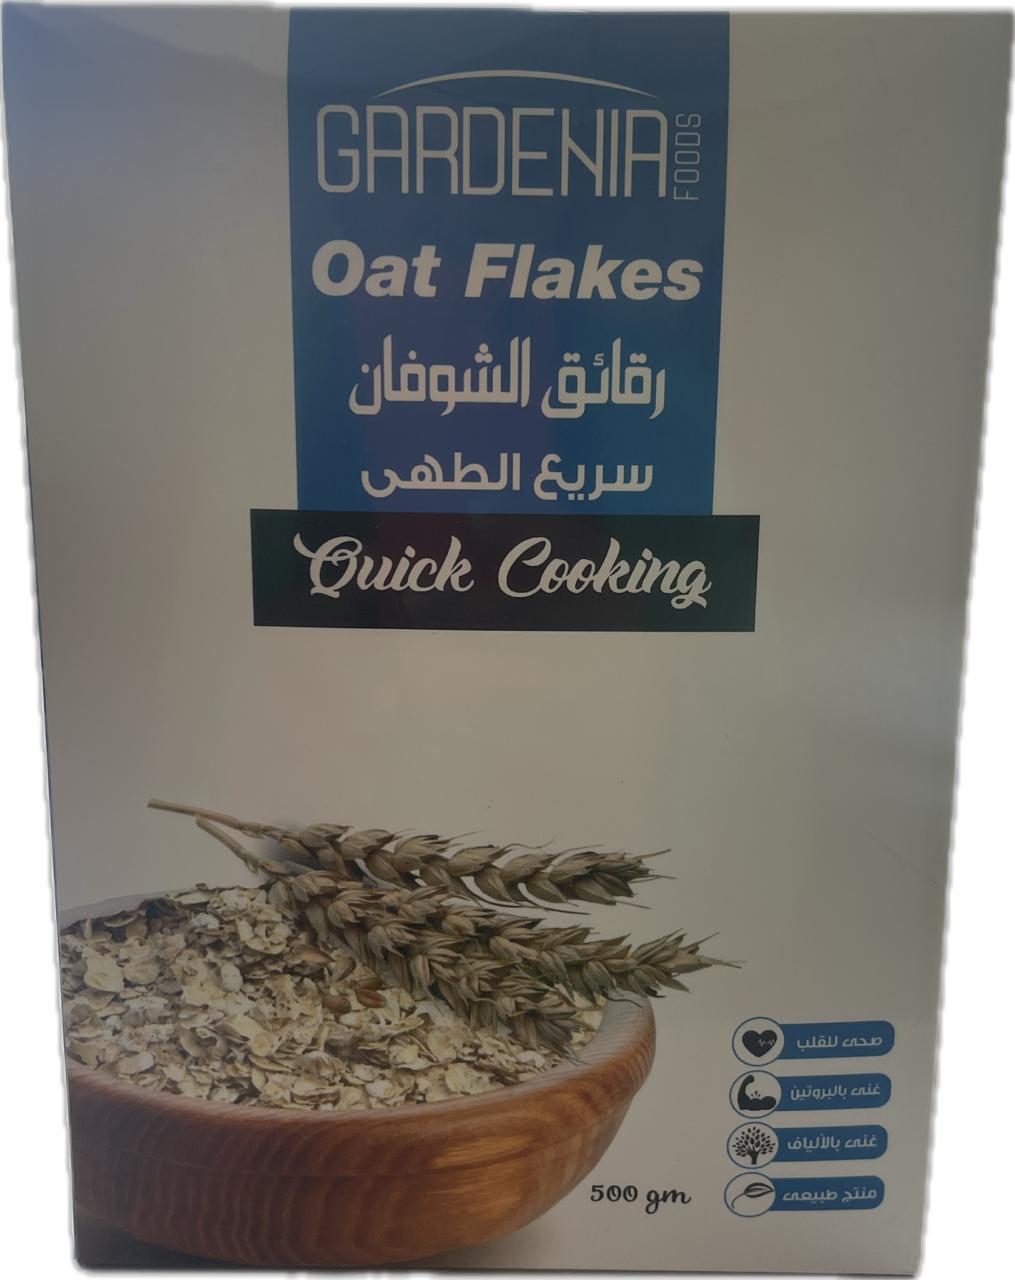 GARDENIA FOODS
Oat Flakes
رقائق الشوفان
سريع الطهى
Quick Cooking
صحى للقلب
غنى بالبروتين
غنى بالألياف
منتج طبيعى
500 gm